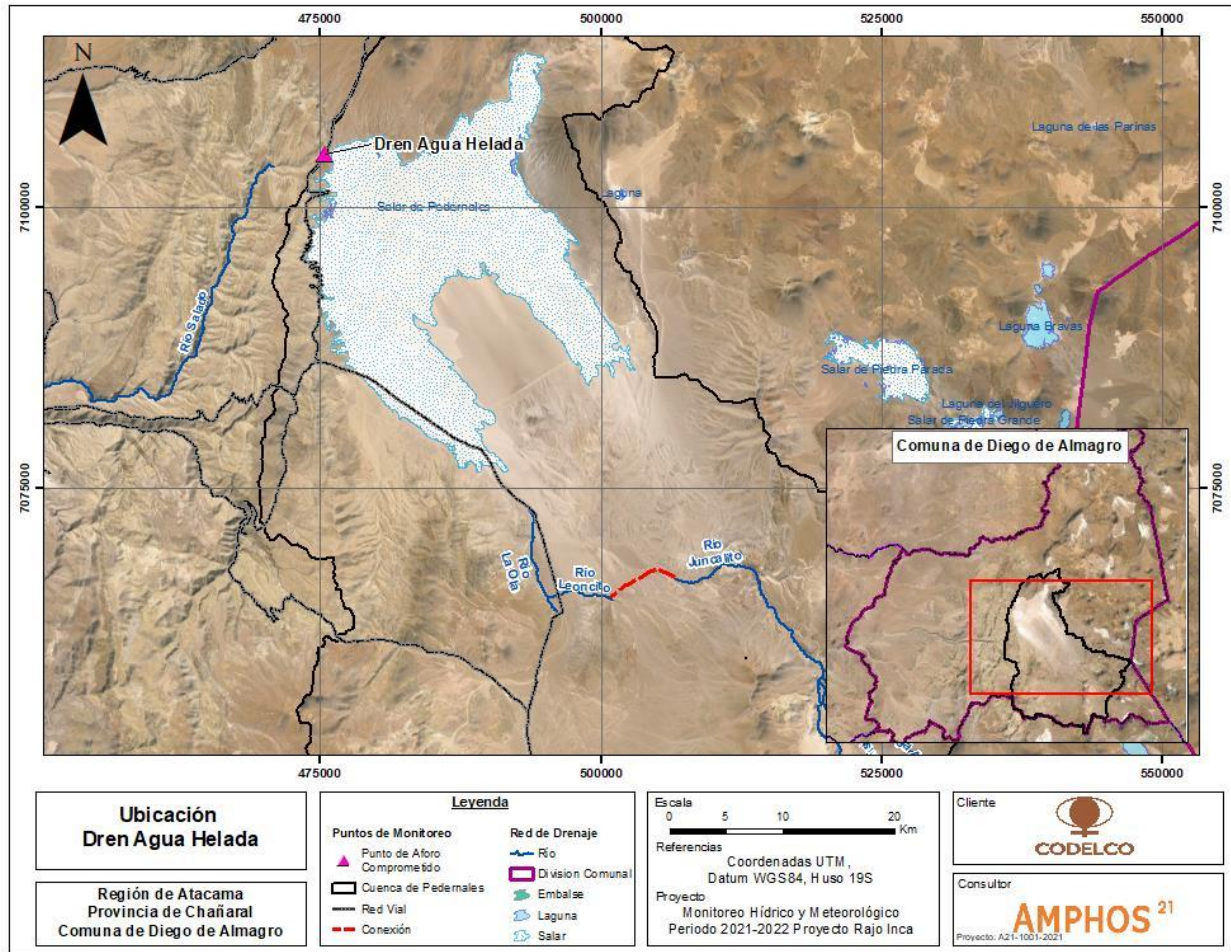 475000 500000 525000 550000
N
Laguna de las Parinas
Dren Agua Helada
Laguna
7100000
7100000
Salar de Pedernales
Río Salado
Laguna Bravas
Salar de Piedra Parada
Laguna del Jilguero
Salar de Piedra Grande
Comuna de Diego de Almagro
7075000
7075000
Río
Juncalito
Río
La Ola
Río
Leoncito
475000 500000 525000 550000
Ubicación
Dren Agua Helada
Región de Atacama
Provincia de Chañaral
Comuna de Diego de Almagro
Leyenda
Puntos de Monitoreo
Punto de Aforo
Comprometido
Cuenca de Pedernales
Red Vial
Conexión
Red de Drenaje
Río
Division Comunal
Embalse
Laguna
Salar
Escala
0 5 10 20
Km
Referencias
Coordenadas UTM,
Datum WGS84, Huso 19S
Proyecto
Monitoreo Hídrico y Meteorológico
Periodo 2021-2022 Proyecto Rajo Inca
Cliente
CODELCO
Consultor
AMPHOS 21
Proyecto: A21-1001-2021